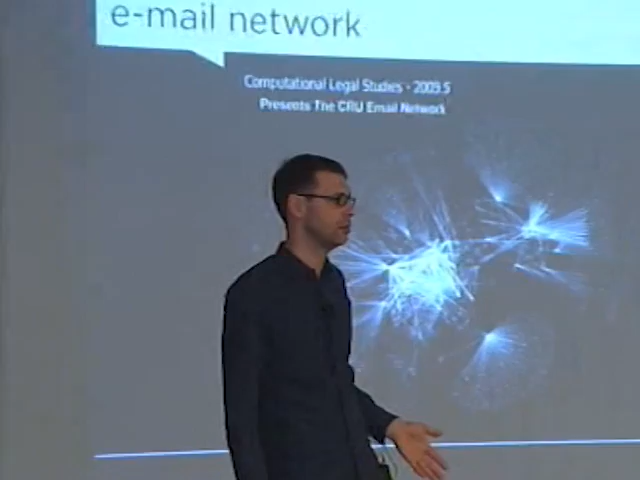 e-mail network
Computational Legal Studies - 2009.5
Presents The CRU Email Network